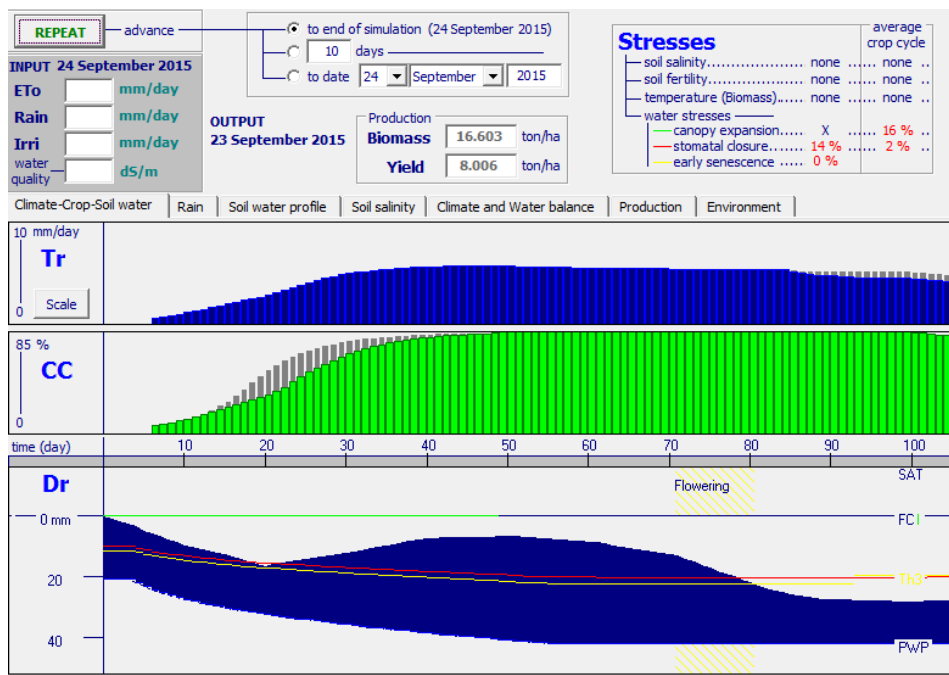 REPEAT
advance
to end of simulation (24 September 2015)
10 days
to date 24 September 2015
INPUT 24 September 2015
ETo mm/day
Rain mm/day
Irri mm/day
water
quality dS/m
OUTPUT
23 September 2015
Production
Biomass 16.603 ton/ha
Yield 8.006 ton/ha
average
Stresses crop cycle
soil salinity.................. none ...... none ..
soil fertility................... none ...... none ..
temperature (Biomass)..... none ...... none ..
water stresses
canopy expansion..... X ...... 16 % ..
stomatal closure....... 14 % ...... 2 % ..
early senescence ..... 0 %
Climate-Crop-Soil water Rain Soil water profile Soil salinity Climate and Water balance Production Environment
10 mm/day
Tr
0 Scale
85 %
CC
0
time (day) 10 20 30 40 50 60 70 80 90 100
Dr SAT
Flowering
0 mm FC
20 Th3
40 PWP